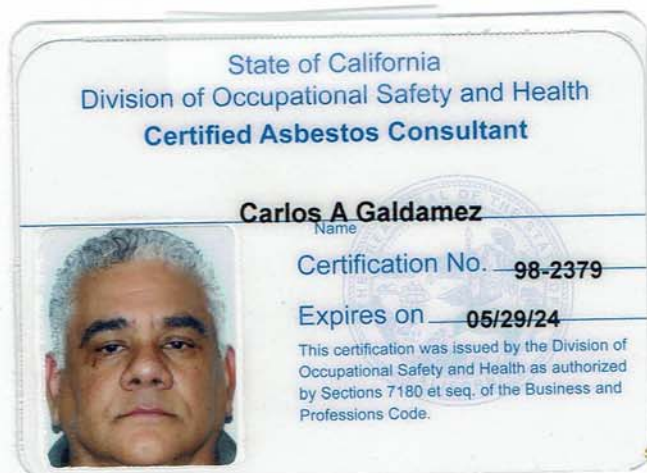 State of California
Division of Occupational Safety and Health
Certified Asbestos Consultant
Carlos A Galdamez
Name
Certification No. 98-2379
Expires on 05/29/24
This certification was issued by the Division of
Occupational Safety and Health as authorized
by Sections 7180 et seq. of the Business and
Professions Code.